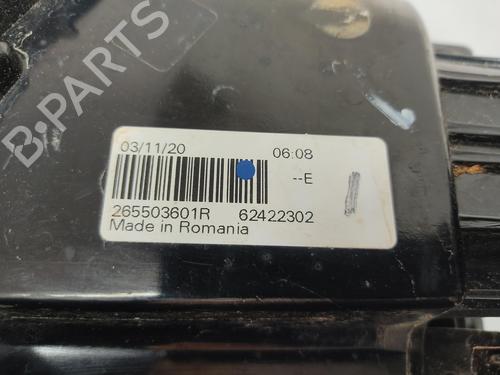 B-PARTS
03/11/20 06:08
--E
265503601R 62422302
Made in Romania